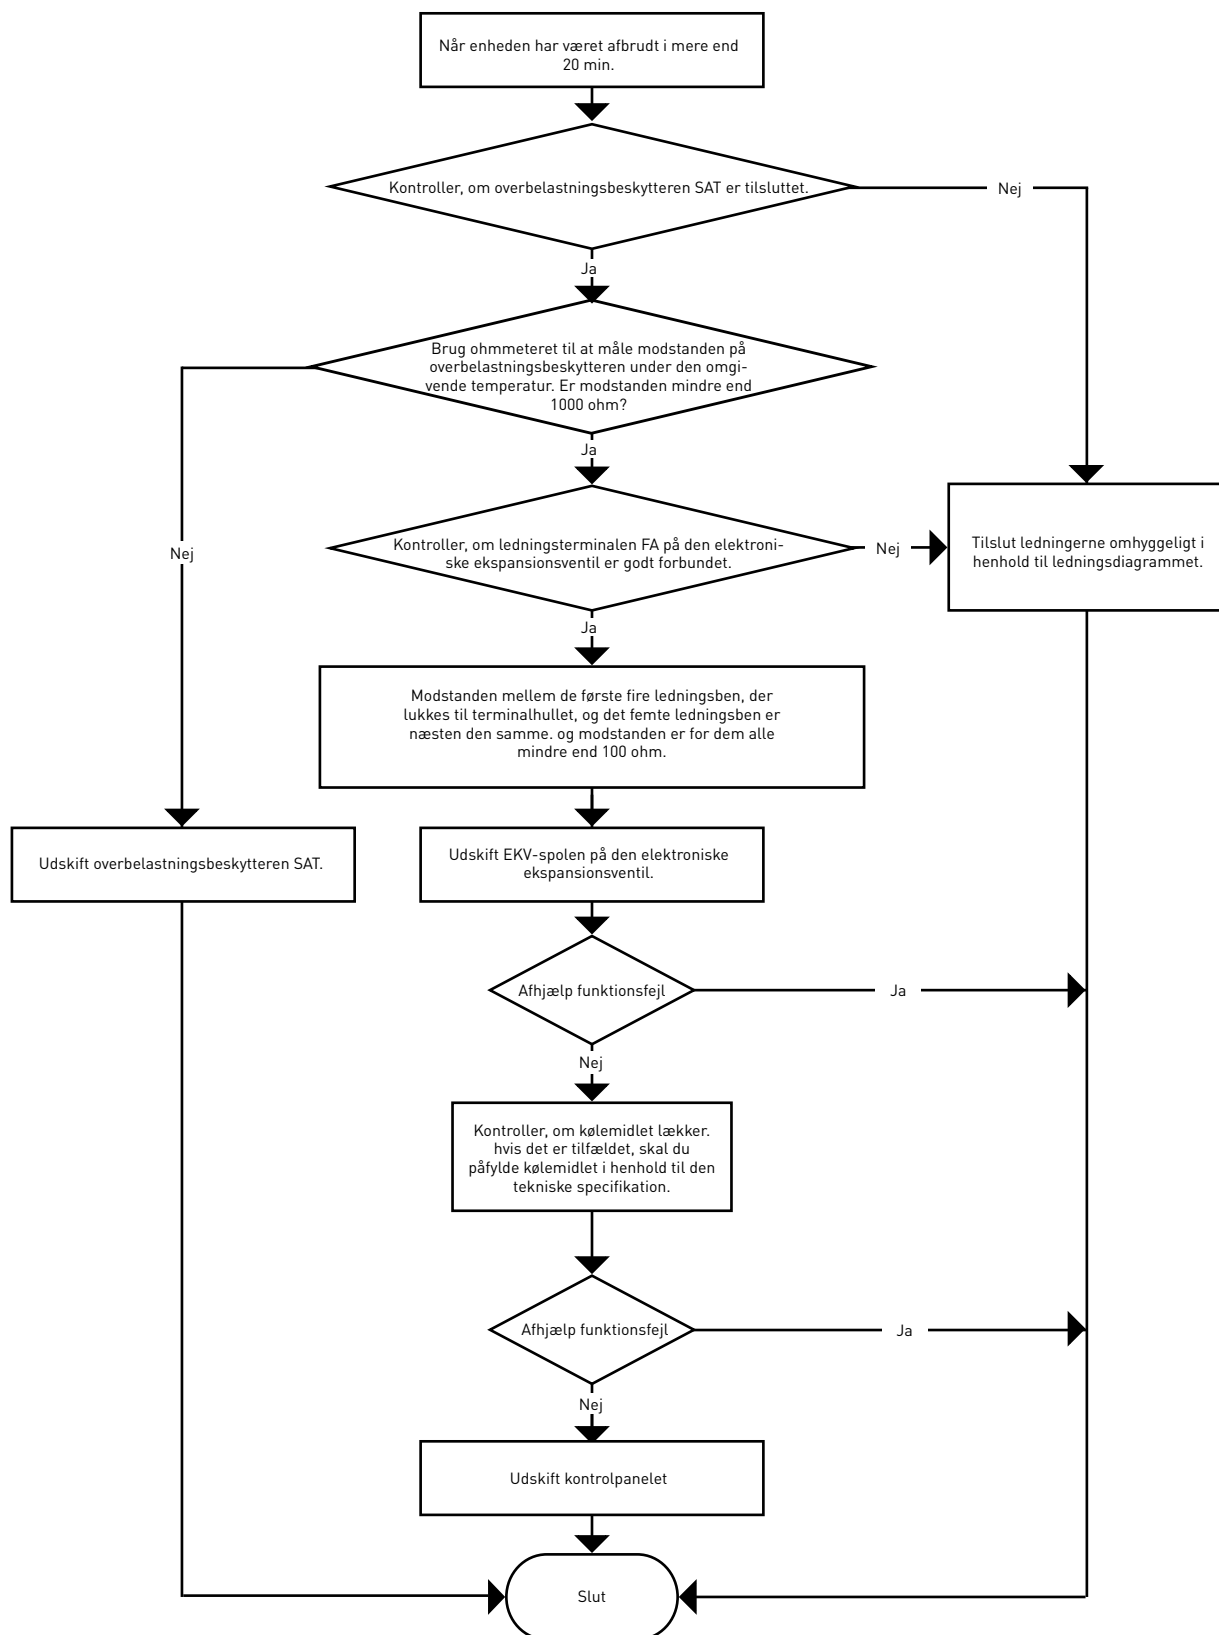 Når enheden har været afbrudt i mere end
20 min.
Kontroller, om overbelastningsbeskytteren SAT er tilsluttet.
Nej
Ja
Brug ohmmeteret til at måle modstanden på
overbelastningsbeskytteren under den omgi-
vende temperatur. Er modstanden mindre end
1000 ohm?
Ja
Nej
Kontroller, om ledningsterminalen FA på den elektroni-
ske ekspansionsventil er godt forbundet.
Nej
Tilslut ledningerne omhyggeligt i
henhold til ledningsdiagrammet.
Ja
Modstanden mellem de første fire ledningsben, der
lukkes til terminalhullet, og det femte ledningsben er
næsten den samme. og modstanden er for dem alle
mindre end 100 ohm.
Udskift overbelastningsbeskytteren SAT.
Udskift EKV-spolen på den elektroniske
ekspansionsventil.
Afhjælp funktionsfejl
Ja
Nej
Kontroller, om kølemidlet lækker.
hvis det er tilfældet, skal du
påfylde kølemidlet i henhold til den
tekniske specifikation.
Afhjælp funktionsfejl
Ja
Nej
Udskift kontrolpanelet
Slut